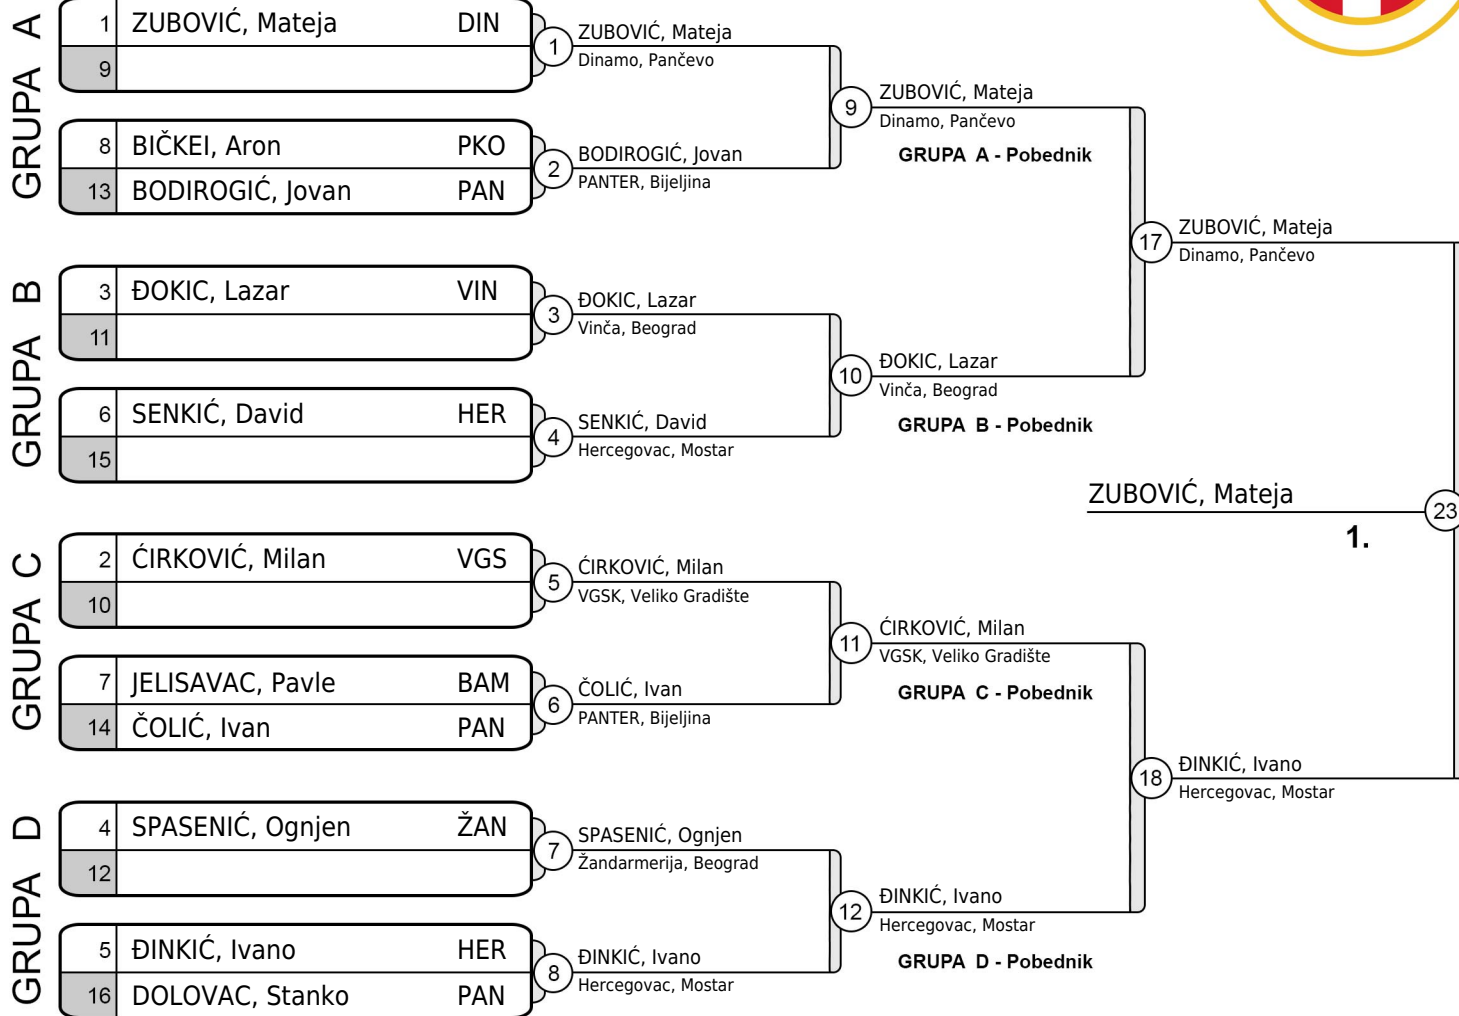 GRUPA A
1 ZUBOVIĆ, Mateja DIN
9
8 BIČKEI, Aron PKO
13 BODIROGIĆ, Jovan PAN
GRUPA B
3 ĐOKIC, Lazar VIN
11
6 SENKIĆ, David HER
15
GRUPA C
2 ĆIRKOVIĆ, Milan VGS
10
7 JELISAVAC, Pavle BAM
14 ČOLIĆ, Ivan PAN
GRUPA D
4 SPASENIĆ, Ognjen ŽAN
12
5 ĐINKIĆ, Ivano HER
16 DOLOVAC, Stanko PAN
1 ZUBOVIĆ, Mateja
Dinamo, Pančevo
2 BODIROGIĆ, Jovan
PANTER, Bijeljina
3 ĐOKIC, Lazar
Vinča, Beograd
4 SENKIĆ, David
Hercegovac, Mostar
5 ĆIRKOVIĆ, Milan
VGSK, Veliko Gradište
6 ČOLIĆ, Ivan
PANTER, Bijeljina
7 SPASENIĆ, Ognjen
Žandarmerija, Beograd
8 ĐINKIĆ, Ivano
Hercegovac, Mostar
9 ZUBOVIĆ, Mateja
Dinamo, Pančevo
GRUPA A - Pobednik
10 ĐOKIC, Lazar
Vinča, Beograd
GRUPA B - Pobednik
11 ĆIRKOVIĆ, Milan
VGSK, Veliko Gradište
GRUPA C - Pobednik
12 ĐINKIĆ, Ivano
Hercegovac, Mostar
GRUPA D - Pobednik
17 ZUBOVIĆ, Mateja
Dinamo, Pančevo
18 ĐINKIĆ, Ivano
Hercegovac, Mostar
ZUBOVIĆ, Mateja 23
1.